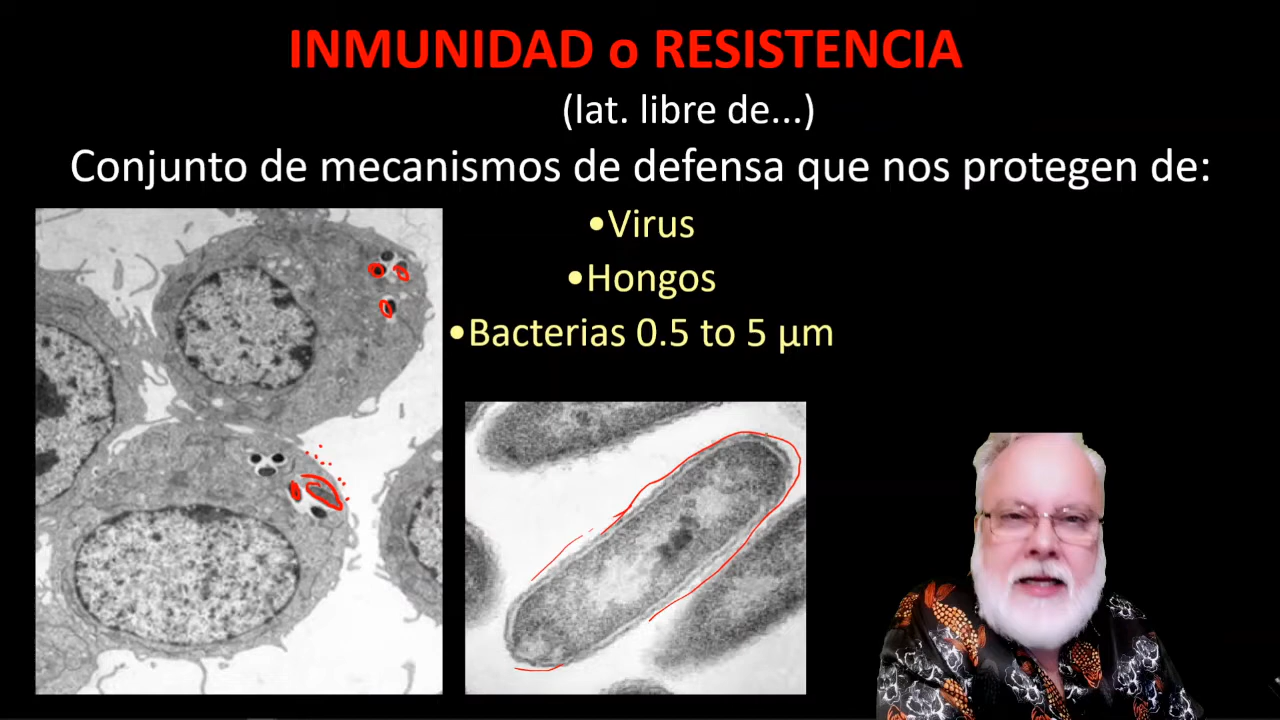 INMUNIDAD o RESISTENCIA
(lat. libre de...)
Conjunto de mecanismos de defensa que nos protegen de:
•Virus
•Hongos
•Bacterias 0.5 to 5 µm